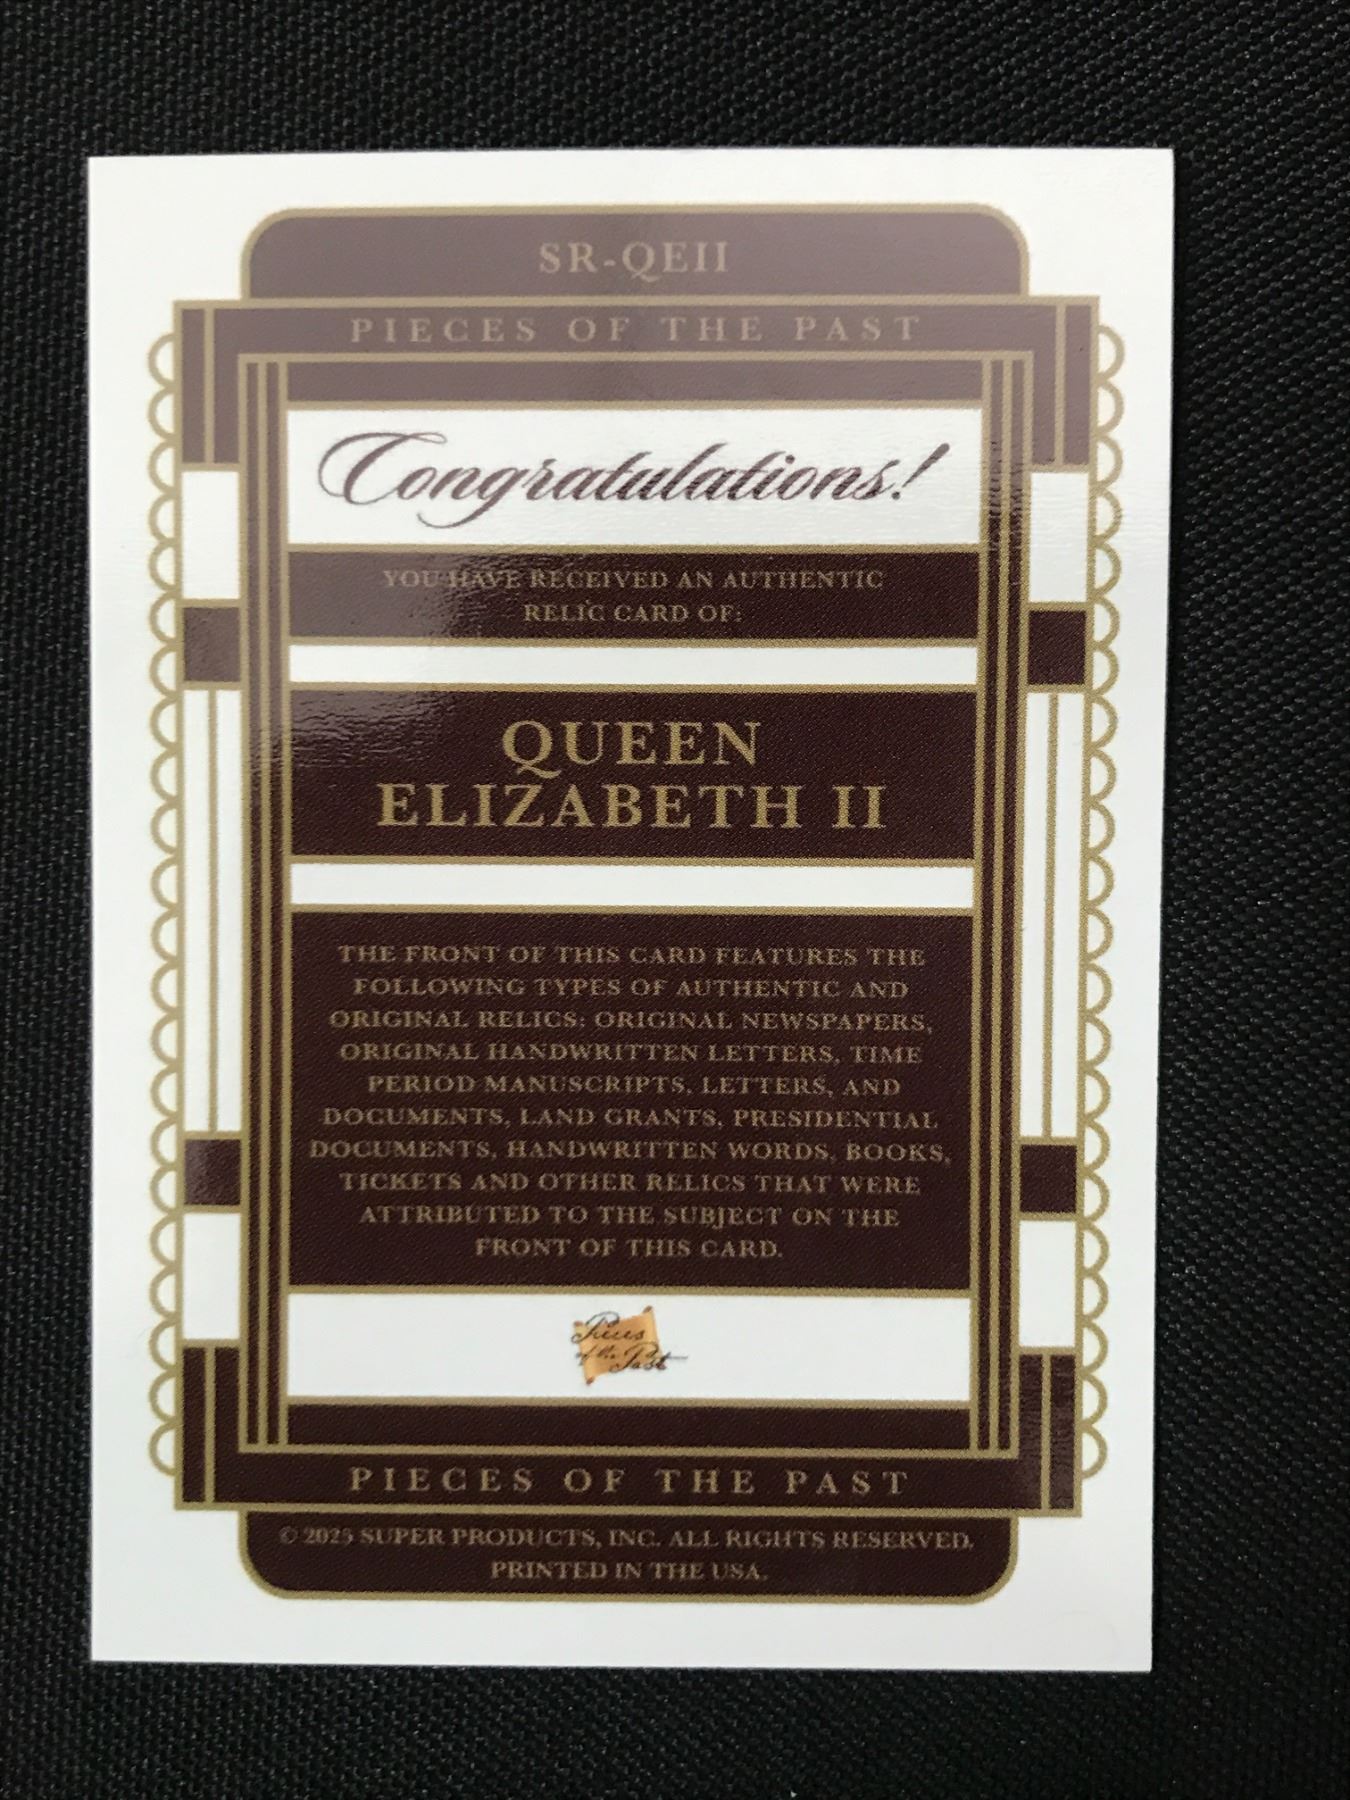 SR-QEII
PIECES OF THE PAST
Congratulations!
YOU HAVE RECEIVED AN AUTHENTIC
RELIC CARD OF:
QUEEN
ELIZABETH II
THE FRONT OF THIS CARD FEATURES THE
FOLLOWING TYPES OF AUTHENTIC AND
ORIGINAL RELICS: ORIGINAL NEWSPAPERS,
ORIGINAL HANDWRITTEN LETTERS, TIME
PERIOD MANUSCRIPTS, LETTERS, AND
DOCUMENTS, LAND GRANTS, PRESIDENTIAL
DOCUMENTS, HANDWRITTEN WORDS, BOOKS,
TICKETS AND OTHER RELICS THAT WERE
ATTRIBUTED TO THE SUBJECT ON THE
FRONT OF THIS CARD.
Pieces
of the Past
PIECES OF THE PAST
© 2025 SUPER PRODUCTS, INC. ALL RIGHTS RESERVED.
PRINTED IN THE USA.